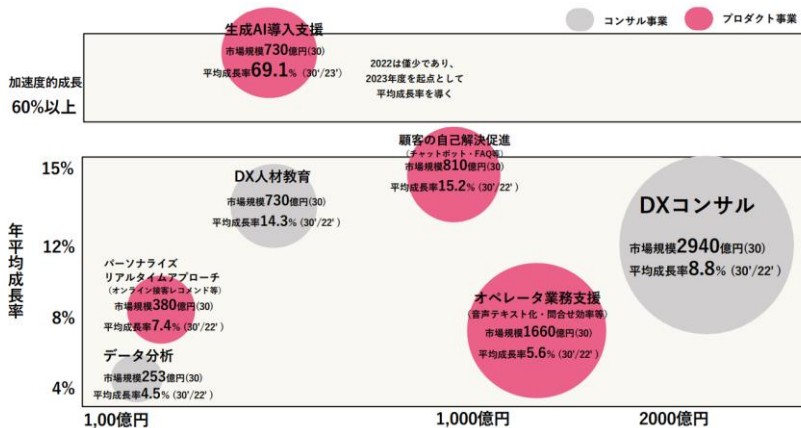 コンサル事業
プロダクト事業
生成AI導入支援
市場規模730億円(30)
平均成長率69.1% (30'/23')
2022は僅少であり、
2023年度を起点として
平均成長率を導く
加速度的成長
60%以上
年平均成長率
15%
12%
8%
4%
顧客の自己解決促進
(チャットボット・FAQ等)
市場規模810億円(30)
平均成長率15.2% (30'/22')
DX人材教育
市場規模730億円(30)
平均成長率14.3% (30'/22')
DXコンサル
市場規模2940億円(30)
平均成長率8.8% (30'/22')
パーソナライズ
リアルタイムアプローチ
(オンライン接客レコメンド等)
市場規模380億円(30)
平均成長率7.4% (30'/22')
オペレータ業務支援
(音声テキスト化・問合せ効率等)
市場規模1660億円(30)
平均成長率5.6% (30'/22')
データ分析
市場規模253億円(30)
平均成長率4.5% (30'/22')
1,00億円
1,000億円
2000億円